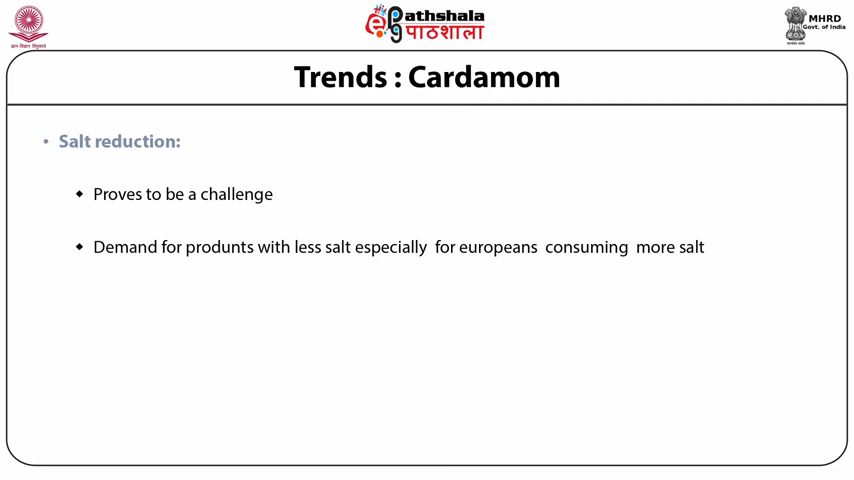 e Pathshala
पाठशाला
MHRD
Govt. of India
Trends : Cardamom
• Salt reduction:
◆ Proves to be a challenge
◆ Demand for produnts with less salt especially for europeans consuming more salt